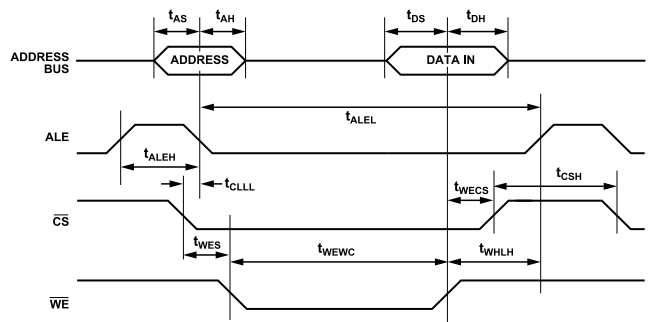 tAS tAH tDS tDH
ADDRESS
BUS
ADDRESS DATA IN
tALEL
ALE
tALEH
tCLLL
tWECS
tCSH
CS
tWES
tWEWC
tWHLH
WE